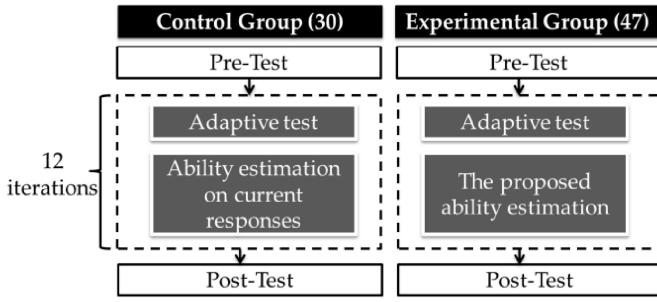 Control Group (30)
Experimental Group (47)
Pre-Test
Pre-Test
12
iterations
Adaptive test
Ability estimation
on current
responses
Adaptive test
The proposed
ability estimation
Post-Test
Post-Test